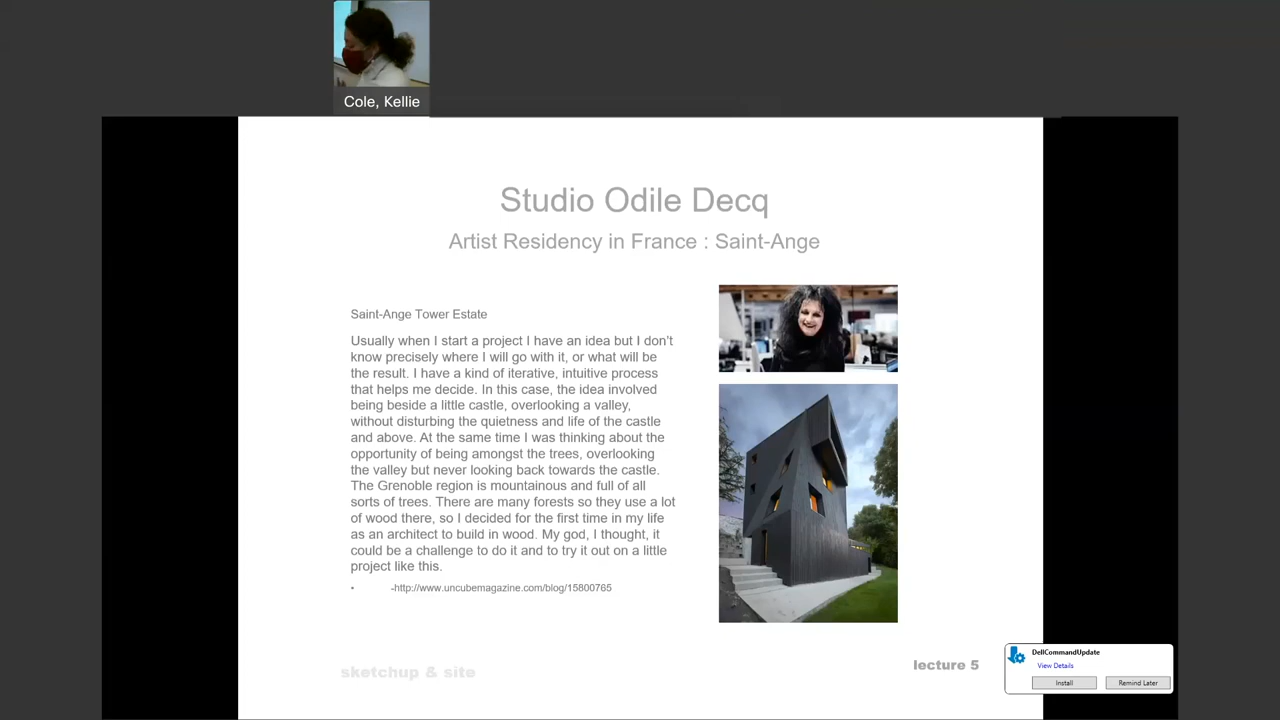 Cole, Kellie
Studio Odile Decq
Artist Residency in France : Saint-Ange
Saint-Ange Tower Estate
Usually when I start a project I have an idea but I don't
know precisely where I will go with it, or what will be
the result. I have a kind of iterative, intuitive process
that helps me decide. In this case, the idea involved
being beside a little castle, overlooking a valley,
without disturbing the quietness and life of the castle
and above. At the same time I was thinking about the
opportunity of being amongst the trees, overlooking
the valley but never looking back towards the castle.
The Grenoble region is mountainous and full of all
sorts of trees. There are many forests so they use a lot
of wood there, so I decided for the first time in my life
as an architect to build in wood. My god, I thought, it
could be a challenge to do it and to try it out on a little
project like this.
• -http://www.uncubemagazine.com/blog/15800765
sketchup & site
lecture 5
DellCommandUpdate
View Details
Install Remind Later